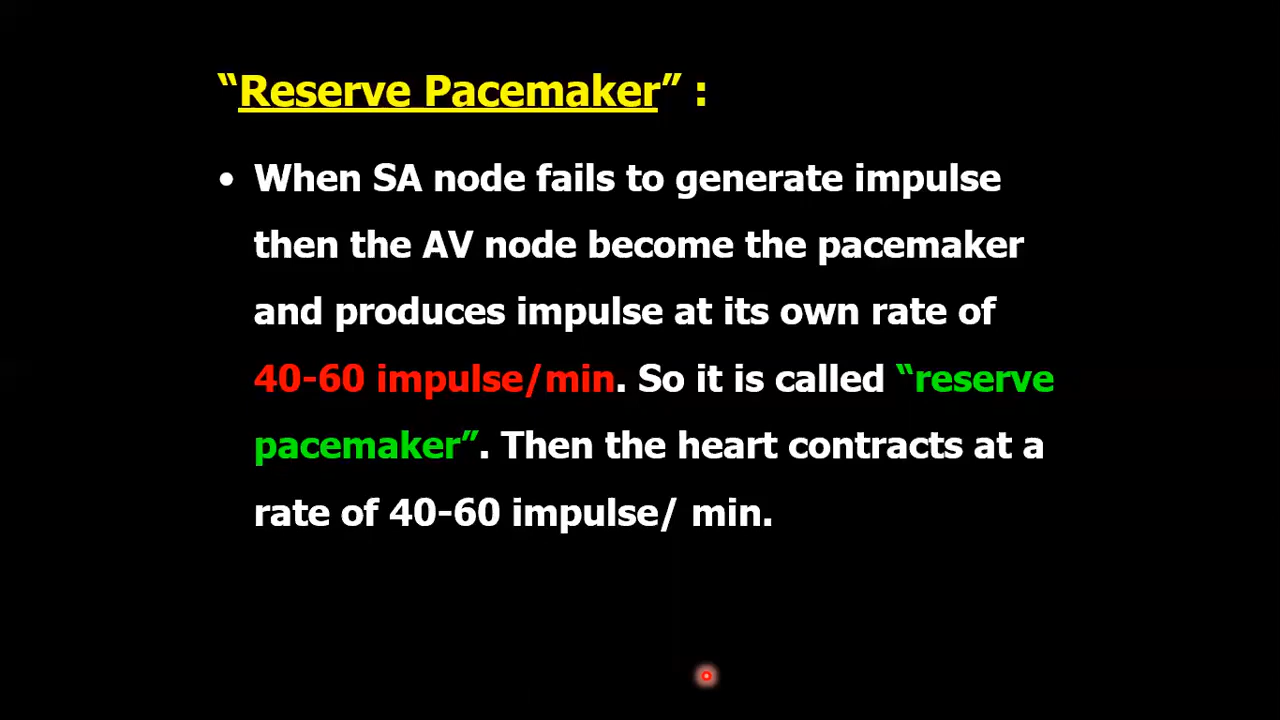 “Reserve Pacemaker” :
• When SA node fails to generate impulse
then the AV node become the pacemaker
and produces impulse at its own rate of
40-60 impulse/min. So it is called “reserve
pacemaker”. Then the heart contracts at a
rate of 40-60 impulse/ min.